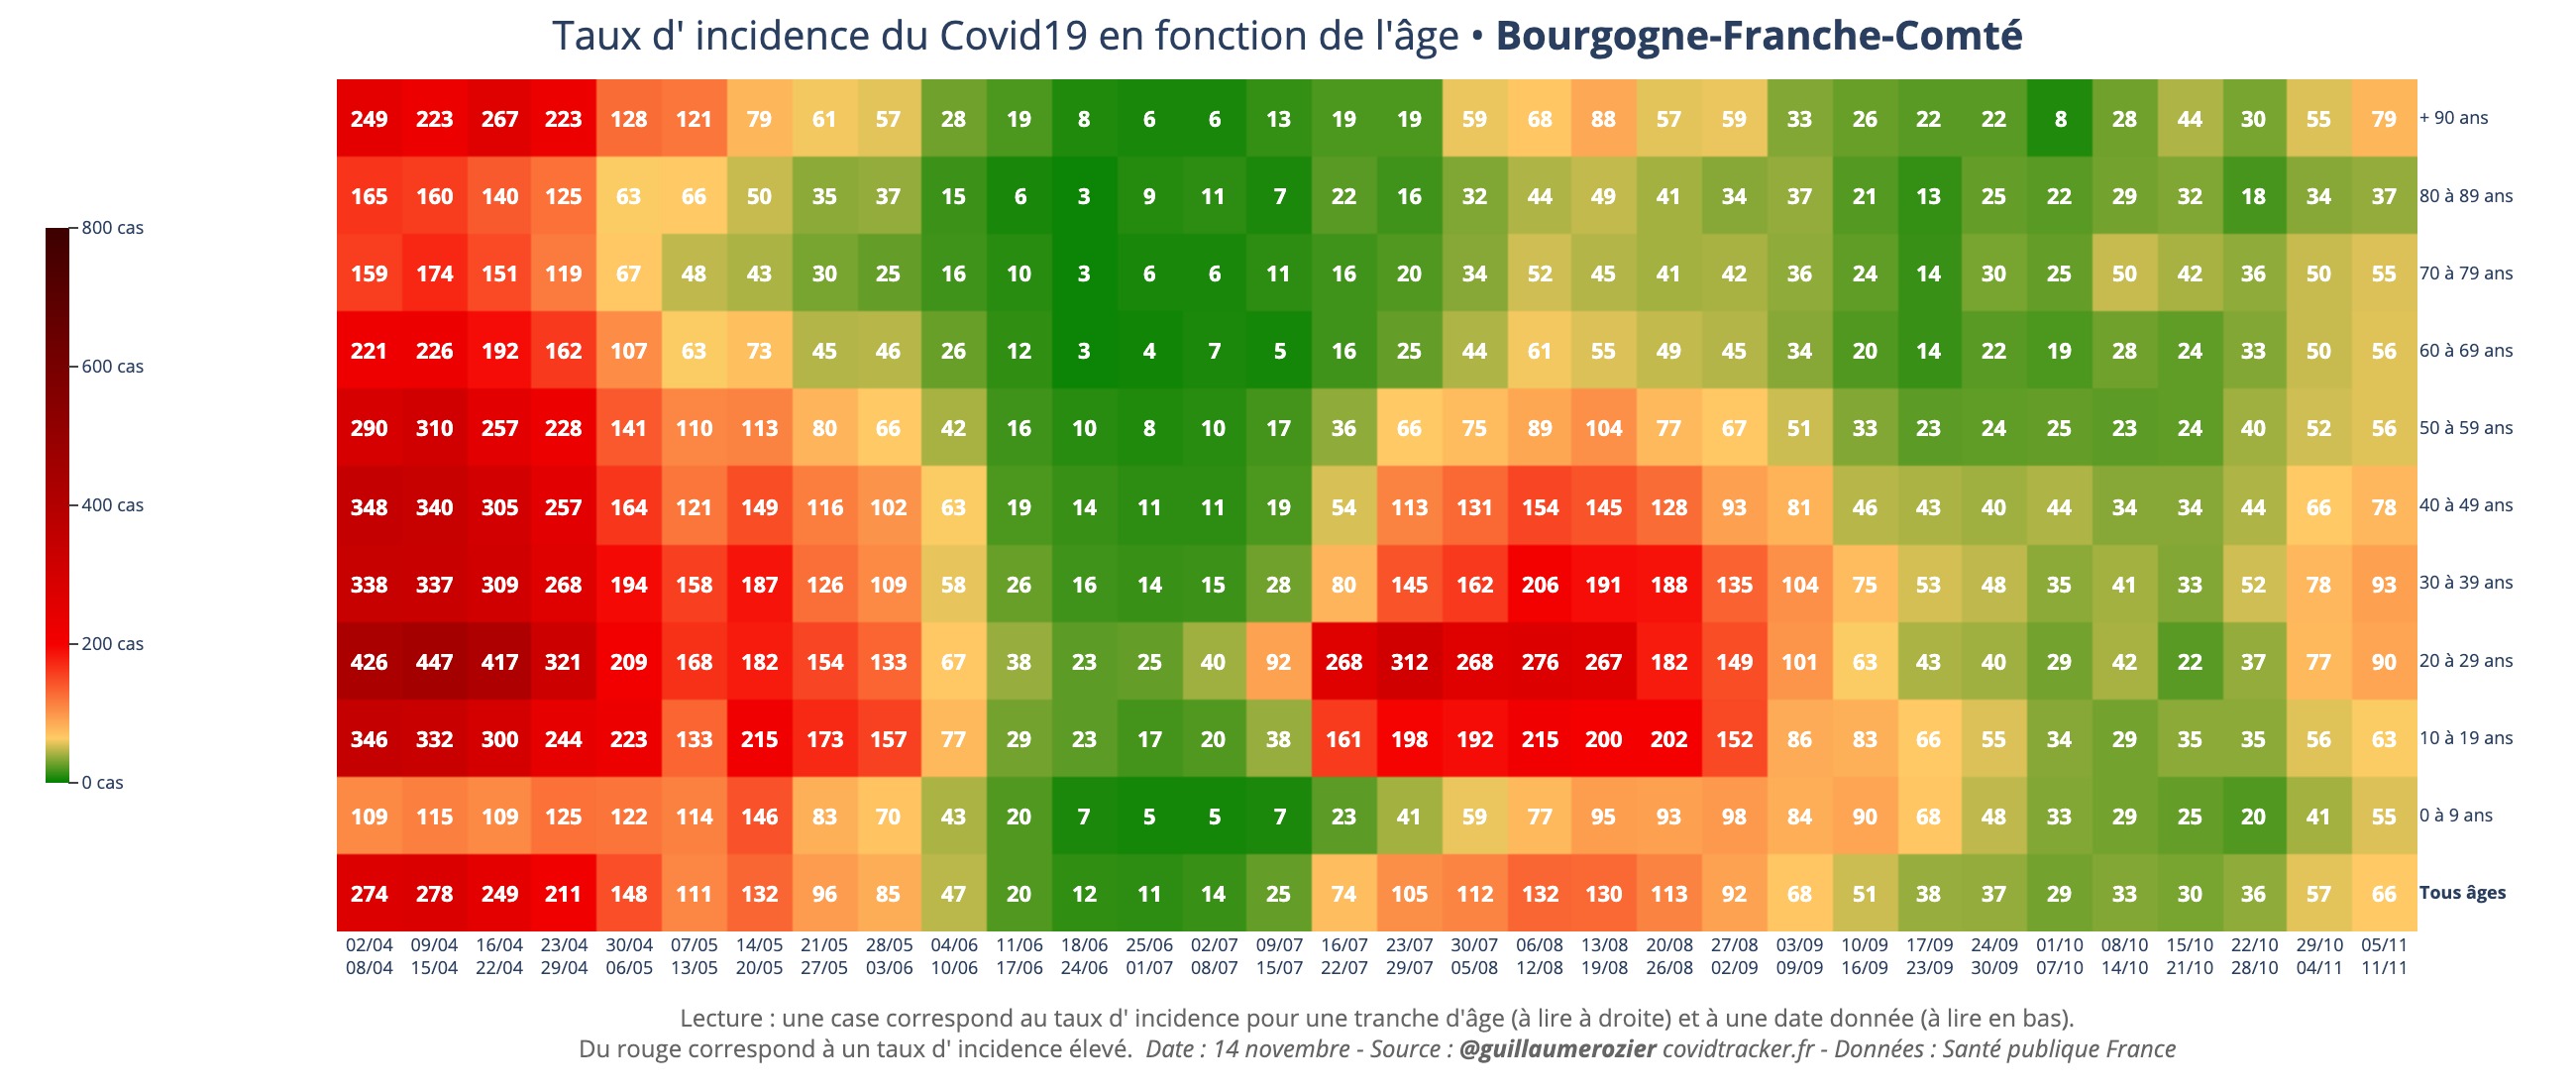 Taux d' incidence du Covid19 en fonction de l'âge • Bourgogne-Franche-Comté
249 223 267 223 128 121 79 61 57 28 19 8 6 6 13 19 19 59 68 88 57 59 33 26 22 22 8 28 44 30 55 79 + 90 ans
165 160 140 125 63 66 50 35 37 15 6 3 9 11 7 22 16 32 44 49 41 34 37 21 13 25 22 29 32 18 34 37 80 à 89 ans
800 cas
159 174 151 119 67 48 43 30 25 16 10 3 6 6 11 16 20 34 52 45 41 42 36 24 14 30 25 50 42 36 50 55 70 à 79 ans
221 226 192 162 107 63 73 45 46 26 12 3 4 7 5 16 25 44 61 55 49 45 34 20 14 22 19 28 24 33 50 56 60 à 69 ans
600 cas
290 310 257 228 141 110 113 80 66 42 16 10 8 10 17 36 66 75 89 104 77 67 51 33 23 24 25 23 24 40 52 56 50 à 59 ans
400 cas
348 340 305 257 164 121 149 116 102 63 19 14 11 11 19 54 113 131 154 145 128 93 81 46 43 40 44 34 34 44 66 78 40 à 49 ans
338 337 309 268 194 158 187 126 109 58 26 16 14 15 28 80 145 162 206 191 188 135 104 75 53 48 35 41 33 52 78 93 30 à 39 ans
200 cas
426 447 417 321 209 168 182 154 133 67 38 23 25 40 92 268 312 268 276 267 182 149 101 63 43 40 29 42 22 37 77 90 20 à 29 ans
346 332 300 244 223 133 215 173 157 77 29 23 17 20 38 161 198 192 215 200 202 152 86 83 66 55 34 29 35 35 56 63 10 à 19 ans
0 cas
109 115 109 125 122 114 146 83 70 43 20 7 5 5 7 23 41 59 77 95 93 98 84 90 68 48 33 29 25 20 41 55 0 à 9 ans
274 278 249 211 148 111 132 96 85 47 20 12 11 14 25 74 105 112 132 130 113 92 68 51 38 37 29 33 30 36 57 66 Tous âges
02/04 09/04 16/04 23/04 30/04 07/05 14/05 21/05 28/05 04/06 11/06 18/06 25/06 02/07 09/07 16/07 23/07 30/07 06/08 13/08 20/08 27/08 03/09 10/09 17/09 24/09 01/10 08/10 15/10 22/10 29/10 05/11
08/04 15/04 22/04 29/04 06/05 13/05 20/05 27/05 03/06 10/06 17/06 24/06 01/07 08/07 15/07 22/07 29/07 05/08 12/08 19/08 26/08 02/09 09/09 16/09 23/09 30/09 07/10 14/10 21/10 28/10 04/11 11/11
Lecture : une case correspond au taux d' incidence pour une tranche d'âge (à lire à droite) et à une date donnée (à lire en bas).
Du rouge correspond à un taux d' incidence élevé. Date : 14 novembre - Source : @guillaumerozier covidtracker.fr - Données : Santé publique France